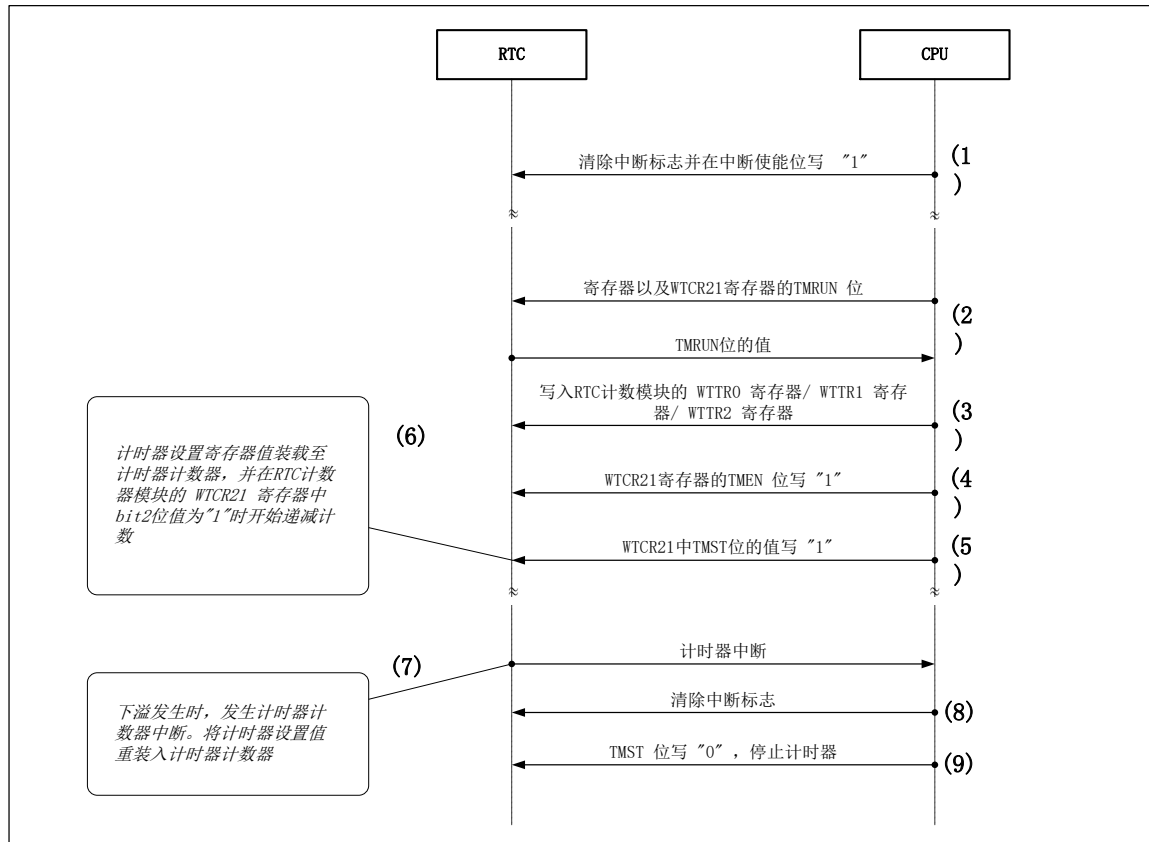 RTC
CPU
清除中断标志并在中断使能位写 "1"
(1
)
≈
≈
寄存器以及WTCR21寄存器的TMRUN 位
(2
)
TMRUN位的值
写入RTC计数模块的 WTTR0 寄存器/ WTTR1 寄存
器/ WTTR2 寄存器
(3
)
(6)
计时器设置寄存器值装载至
计时器计数器，并在RTC计数
器模块的 WTCR21 寄存器中
bit2位值为"1"时开始递减计
数
WTCR21寄存器的TMEN 位写 "1"
(4
)
WTCR21中TMST位的值写 "1"
(5
)
≈
≈
计时器中断
(7)
下溢发生时，发生计时器计
数器中断。将计时器设置值
重装入计时器计数器
清除中断标志
(8)
TMST 位写 "0" ，停止计时器
(9)